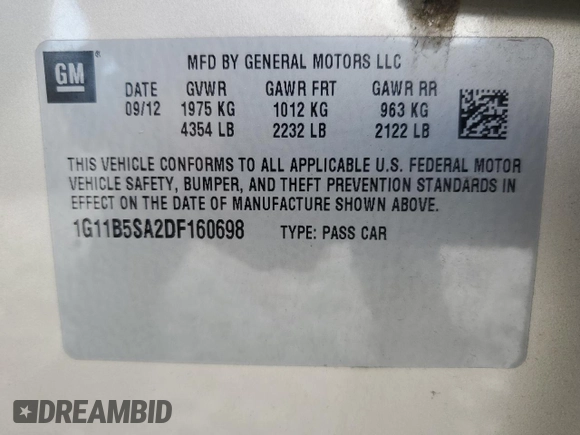 GM
MFD BY GENERAL MOTORS LLC
DATE GVWR GAWR FRT GAWR RR
09/12 1975 KG 1012 KG 963 KG
4354 LB 2232 LB 2122 LB
THIS VEHICLE CONFORMS TO ALL APPLICABLE U.S. FEDERAL MOTOR
VEHICLE SAFETY, BUMPER, AND THEFT PREVENTION STANDARDS IN
EFFECT ON THE DATE OF MANUFACTURE SHOWN ABOVE.
1G11B5SA2DF160698 TYPE: PASS CAR
DREAMBID